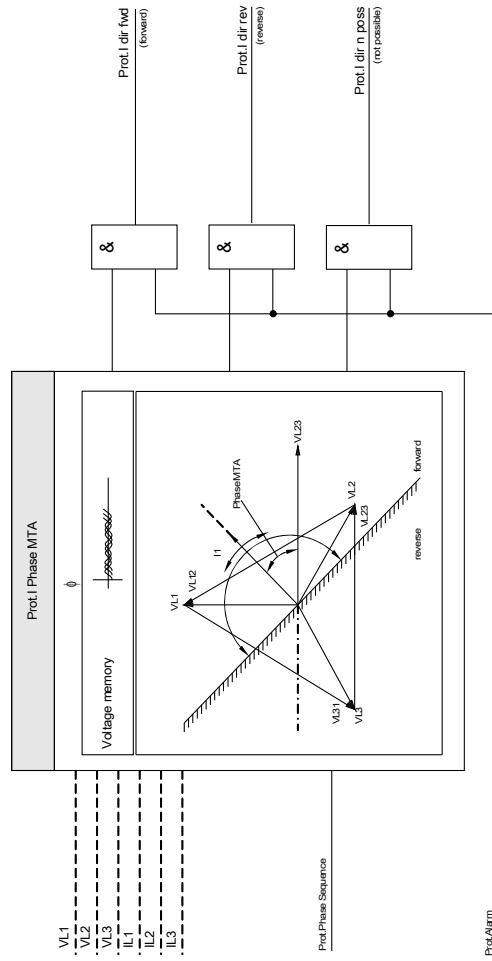 Prot.I Phase MTA
ϕ
Voltage memory
VL1
VL2
VL3
IL1
IL2
IL3
Prot.Phase Sequence
Prot.Alarm
VL1
VL12
I1
PhaseMTA
VL23
VL2
VL23
VL31
VL3
forward
reverse
&
Prot.I dir fwd
(forward)
&
Prot.I dir rev
(reverse)
&
Prot.I dir n poss
(not possible)